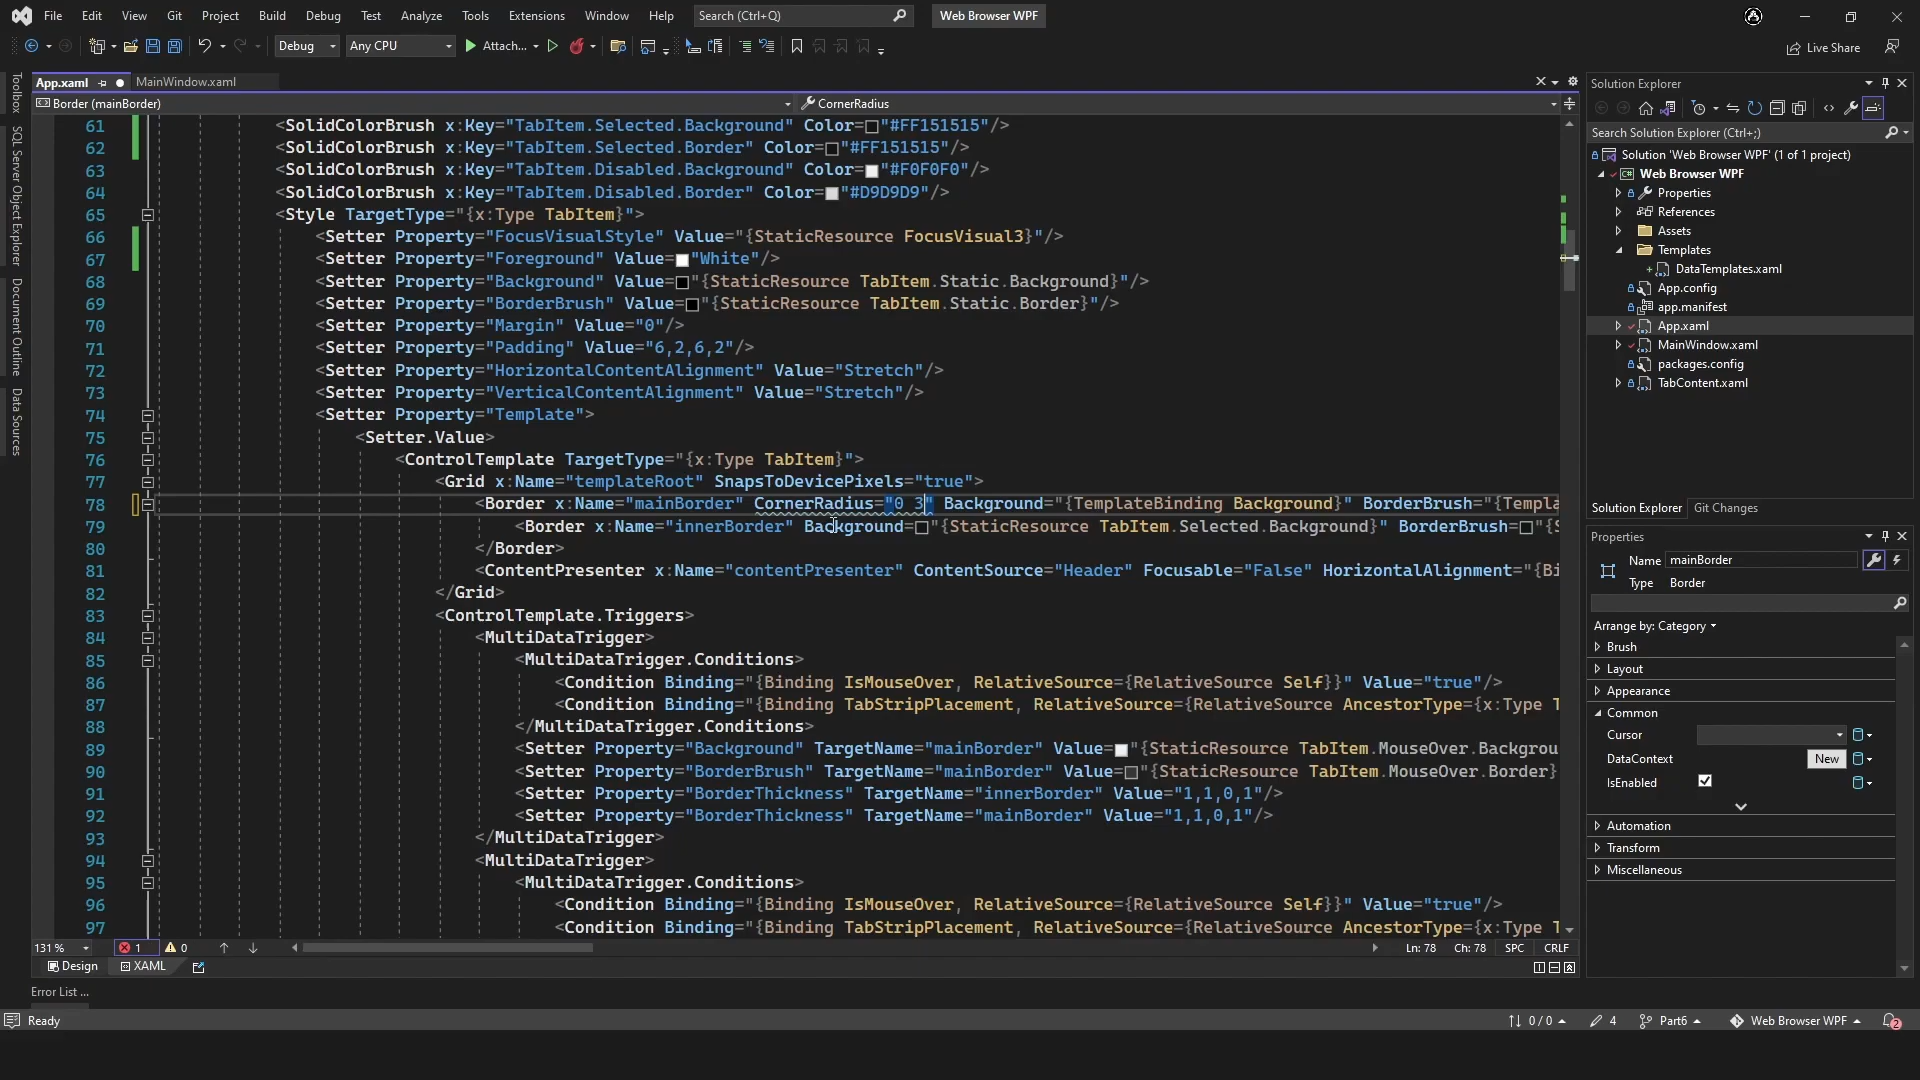 File Edit View Git Project Build Debug Test Analyze Tools Extensions Window Help Search (Ctrl+Q) Web Browser WPF
Debug Any CPU Attach... Live Share
App.xaml MainWindow.xaml
Border (mainBorder) CornerRadius
Toolbox
SQL Server Object Explorer
Document Outline
Data Sources
61 <SolidColorBrush x:Key="TabItem.Selected.Background" Color="#FF151515"/>
62 <SolidColorBrush x:Key="TabItem.Selected.Border" Color="#FF151515"/>
63 <SolidColorBrush x:Key="TabItem.Disabled.Background" Color="#F0F0F0"/>
64 <SolidColorBrush x:Key="TabItem.Disabled.Border" Color="#D9D9D9"/>
65 <Style TargetType="{x:Type TabItem}">
66 <Setter Property="FocusVisualStyle" Value="{StaticResource FocusVisual3}"/>
67 <Setter Property="Foreground" Value="White"/>
68 <Setter Property="Background" Value="{StaticResource TabItem.Static.Background}"/>
69 <Setter Property="BorderBrush" Value="{StaticResource TabItem.Static.Border}"/>
70 <Setter Property="Margin" Value="0"/>
71 <Setter Property="Padding" Value="6,2,6,2"/>
72 <Setter Property="HorizontalContentAlignment" Value="Stretch"/>
73 <Setter Property="VerticalContentAlignment" Value="Stretch"/>
74 <Setter Property="Template">
75 <Setter.Value>
76 <ControlTemplate TargetType="{x:Type TabItem}">
77 <Grid x:Name="templateRoot" SnapsToDevicePixels="true">
78 <Border x:Name="mainBorder" CornerRadius="0 3" Background="{TemplateBinding Background}" BorderBrush="{Templa
79 <Border x:Name="innerBorder" Background="{StaticResource TabItem.Selected.Background}" BorderBrush="{S
80 </Border>
81 <ContentPresenter x:Name="contentPresenter" ContentSource="Header" Focusable="False" HorizontalAlignment="{Bi
82 </Grid>
83 <ControlTemplate.Triggers>
84 <MultiDataTrigger>
85 <MultiDataTrigger.Conditions>
86 <Condition Binding="{Binding IsMouseOver, RelativeSource={RelativeSource Self}}" Value="true"/>
87 <Condition Binding="{Binding TabStripPlacement, RelativeSource={RelativeSource AncestorType={x:Type T
88 </MultiDataTrigger.Conditions>
89 <Setter Property="Background" TargetName="mainBorder" Value="{StaticResource TabItem.MouseOver.Backgrou
90 <Setter Property="BorderBrush" TargetName="mainBorder" Value="{StaticResource TabItem.MouseOver.Border}
91 <Setter Property="BorderThickness" TargetName="innerBorder" Value="1,1,0,1"/>
92 <Setter Property="BorderThickness" TargetName="mainBorder" Value="1,1,0,1"/>
93 </MultiDataTrigger>
94 <MultiDataTrigger>
95 <MultiDataTrigger.Conditions>
96 <Condition Binding="{Binding IsMouseOver, RelativeSource={RelativeSource Self}}" Value="true"/>
97 <Condition Binding="{Binding TabStripPlacement, RelativeSource={RelativeSource AncestorType={x:Type T
131 % 1 0 Ln: 78 Ch: 78 SPC CRLF
Design XAML
Error List ...
Ready 0 / 0 4 Part6 Web Browser WPF 2
Solution Explorer
Search Solution Explorer (Ctrl+;)
Solution 'Web Browser WPF' (1 of 1 project)
Web Browser WPF
Properties
References
Assets
Templates
DataTemplates.xaml
App.config
app.manifest
App.xaml
MainWindow.xaml
packages.config
TabContent.xaml
Solution Explorer Git Changes
Properties
Name mainBorder
Type Border
Arrange by: Category
Brush
Layout
Appearance
Common
Cursor
DataContext New
IsEnabled
Automation
Transform
Miscellaneous